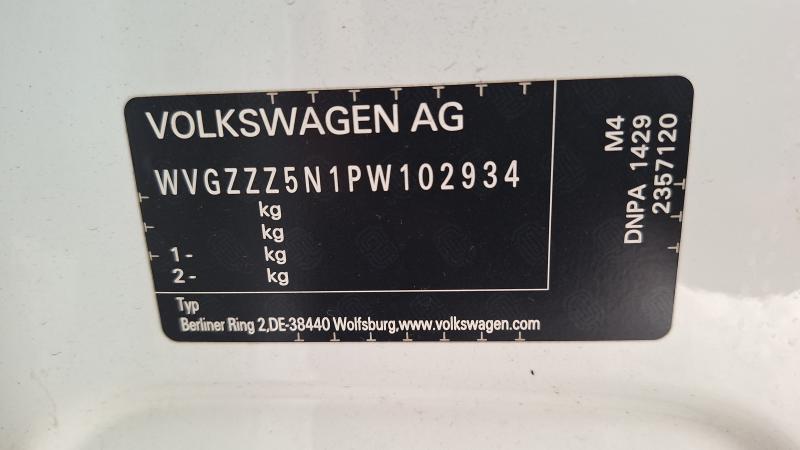 VOLKSWAGEN AG
WVGZZZ5N1PW102934
kg
kg
1- kg
2- kg
Typ
Berliner Ring 2,DE-38440 Wolfsburg,www.volkswagen.com
M4
DNPA 1429
2357120